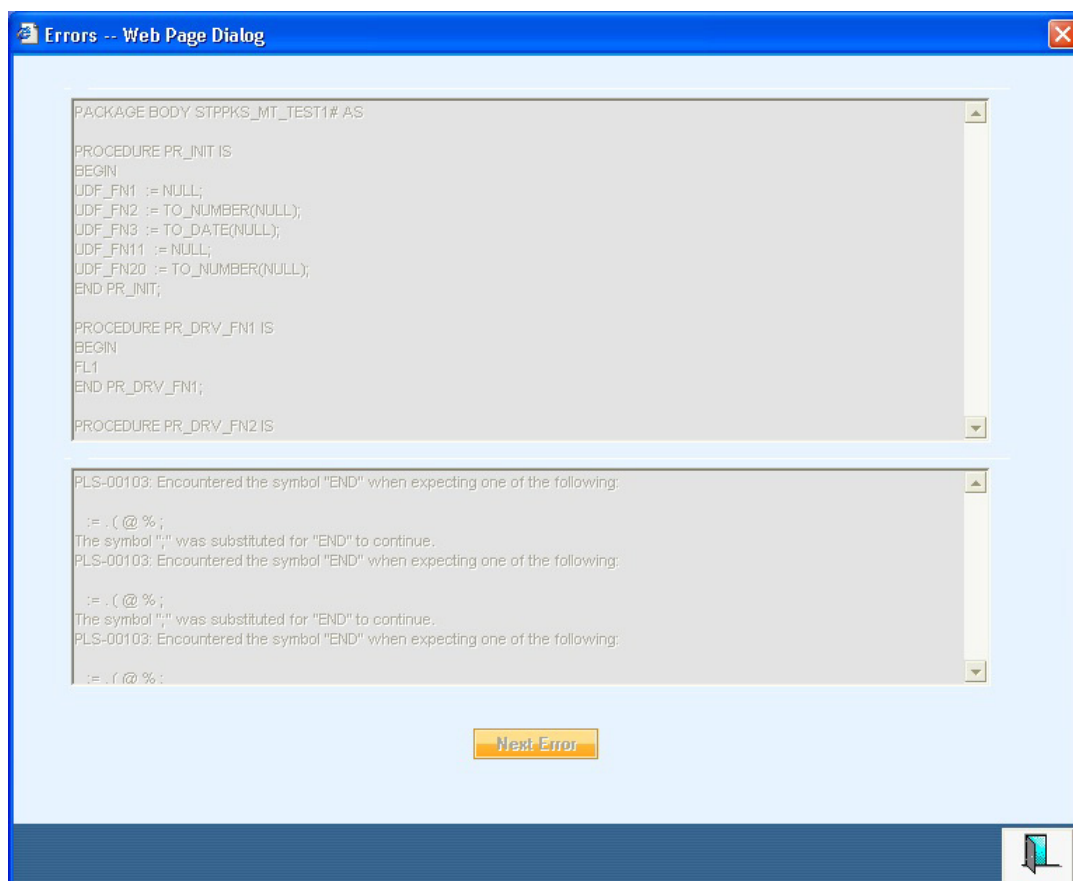 Errors -- Web Page Dialog
PACKAGE BODY STPPKS_MT_TEST1# AS
PROCEDURE PR_INIT IS
BEGIN
UDF_FN1 := NULL;
UDF_FN2 := TO_NUMBER(NULL);
UDF_FN3 := TO_DATE(NULL);
UDF_FN11 := NULL;
UDF_FN20 := TO_NUMBER(NULL);
END PR_INIT;
PROCEDURE PR_DRV_FN1 IS
BEGIN
FL1
END PR_DRV_FN1;
PROCEDURE PR_DRV_FN2 IS
PLS-00103: Encountered the symbol "END" when expecting one of the following:
:= . ( @ % ;
The symbol ";" was substituted for "END" to continue.
PLS-00103: Encountered the symbol "END" when expecting one of the following:
:= . ( @ % ;
The symbol ";" was substituted for "END" to continue.
PLS-00103: Encountered the symbol "END" when expecting one of the following:
:= . ( @ % ;
Next Error